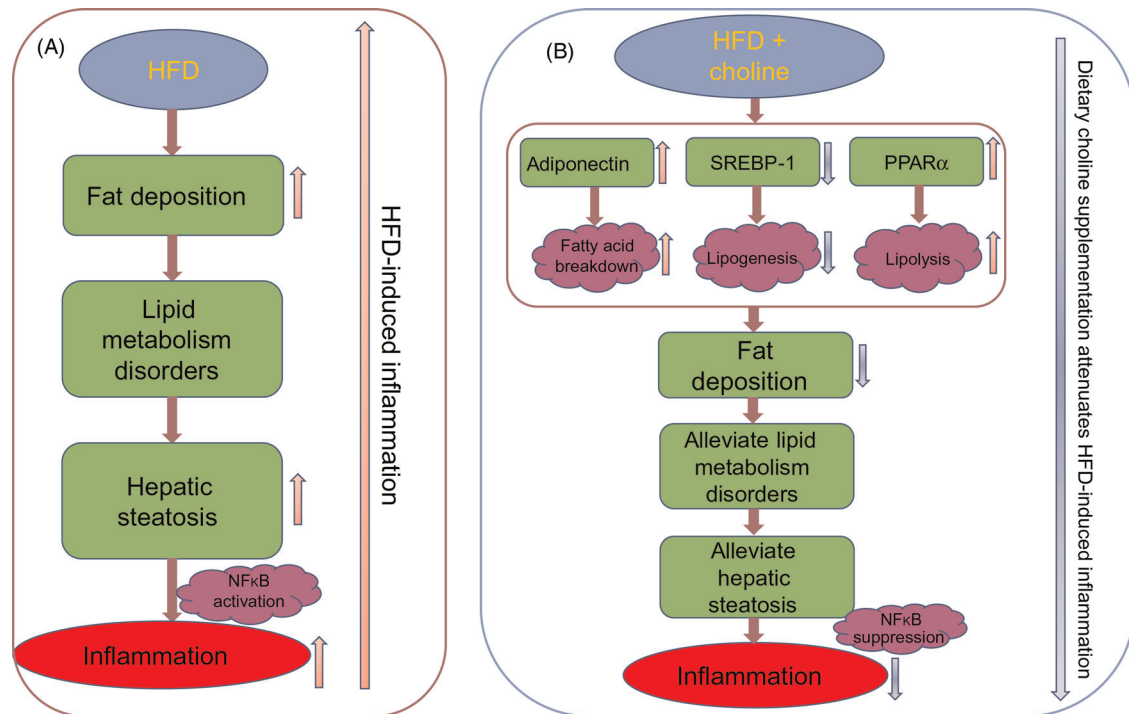 (A)
HFD
Fat deposition
Lipid
metabolism
disorders
Hepatic
steatosis
NFκB
activation
Inflammation
HFD-induced inflammation
(B)
HFD +
choline
Adiponectin
SREBP-1
PPARα
Fatty acid
breakdown
Lipogenesis
Lipolysis
Fat
deposition
Alleviate lipid
metabolism
disorders
Alleviate
hepatic
steatosis
NFκB
suppression
Inflammation
Dietary choline supplementation attenuates HFD-induced inflammation